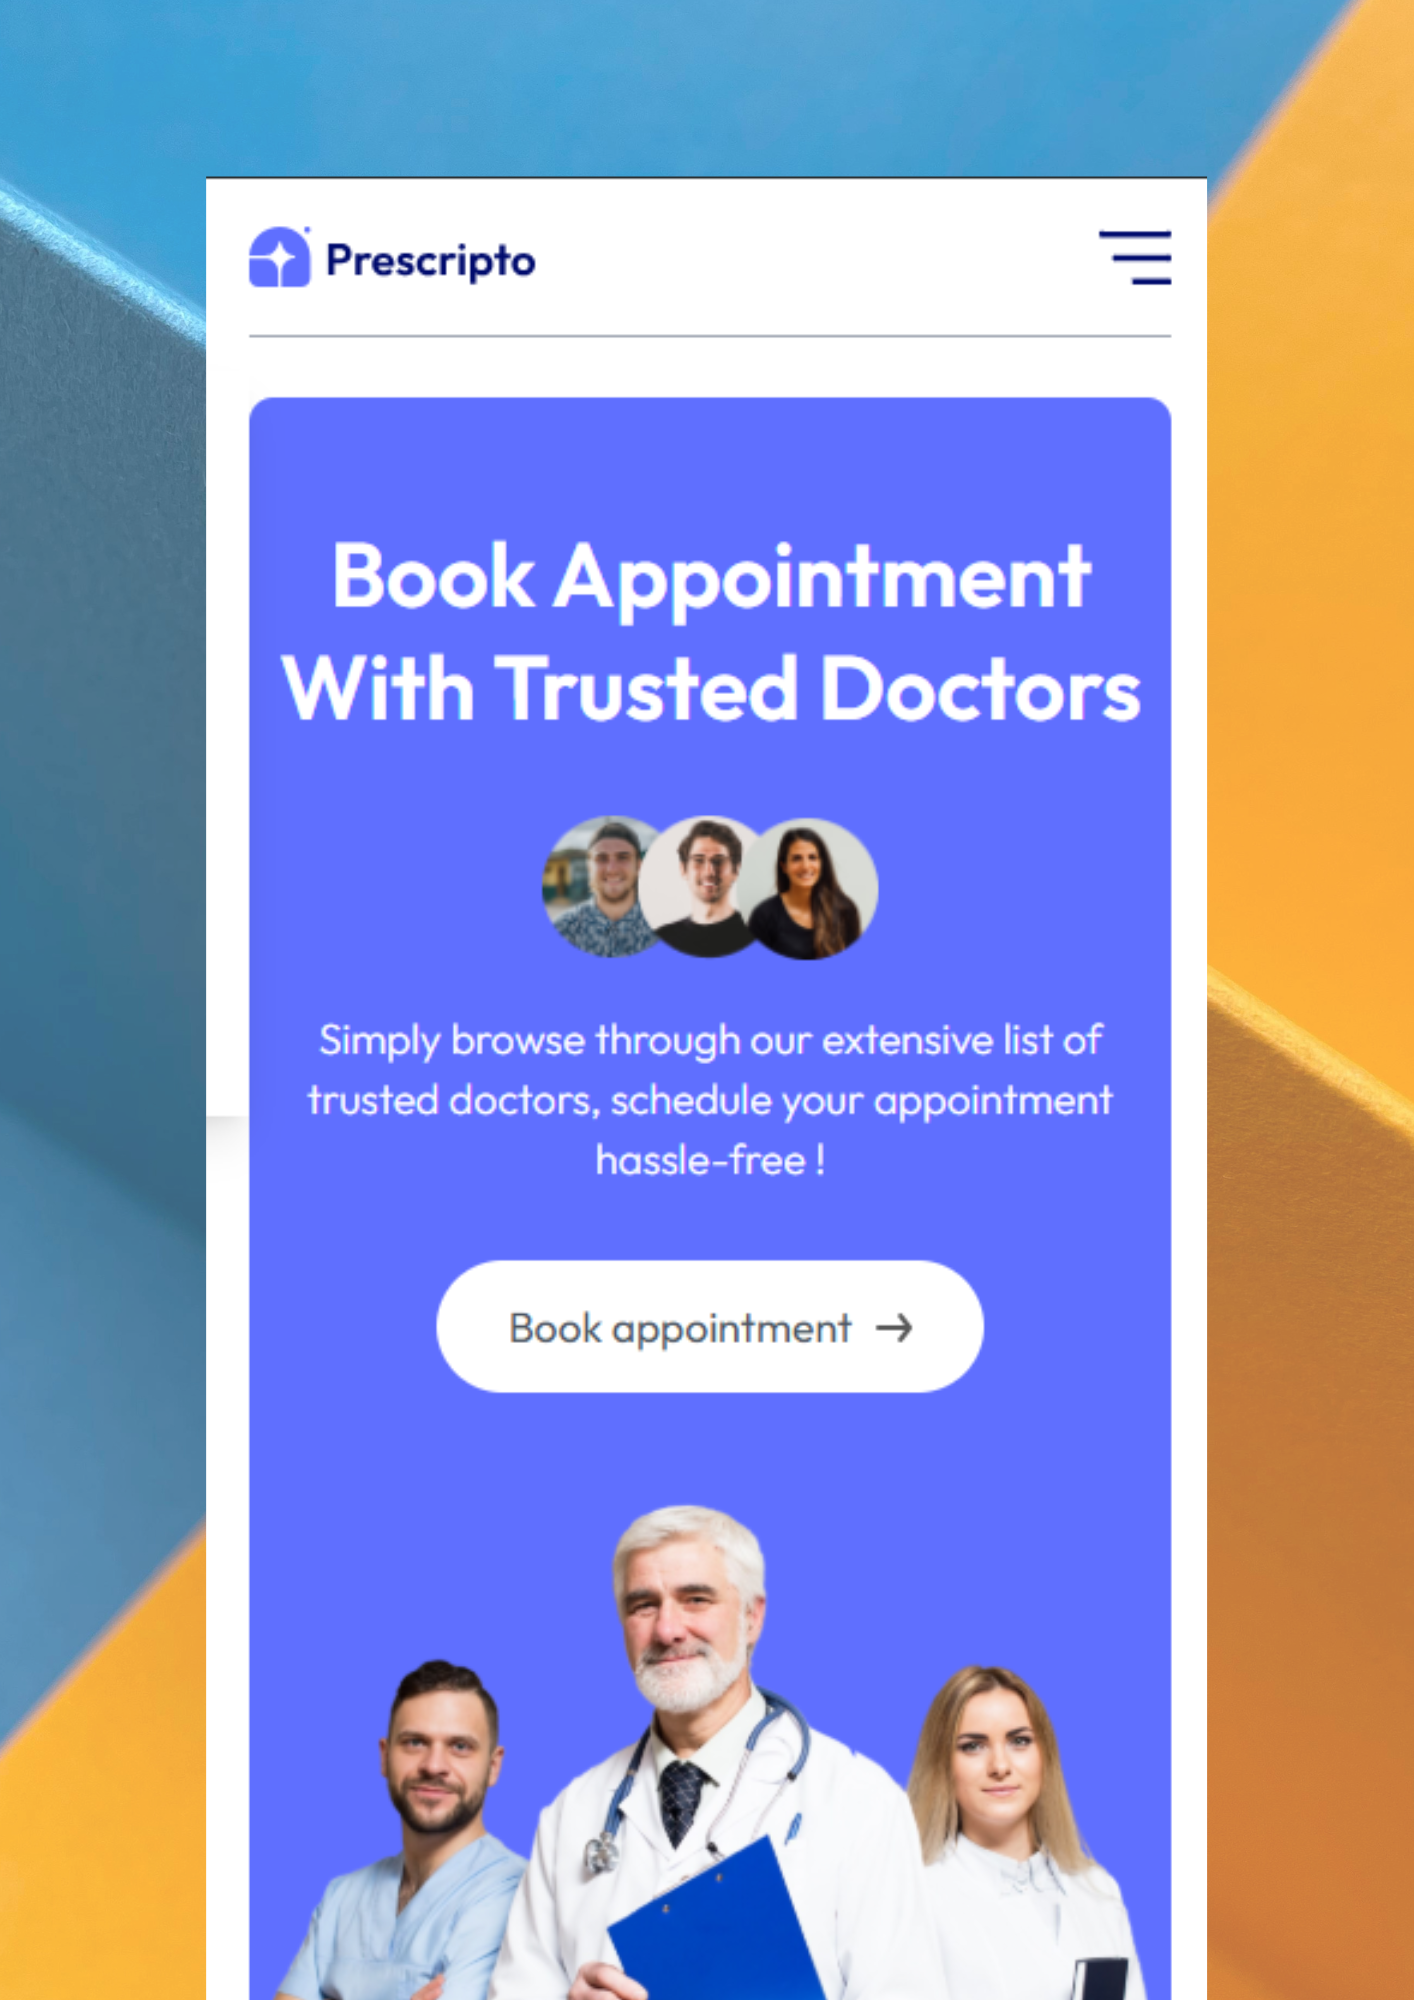 Prescripto
Book Appointment
With Trusted Doctors
Simply browse through our extensive list of
trusted doctors, schedule your appointment
hassle-free !
Book appointment →